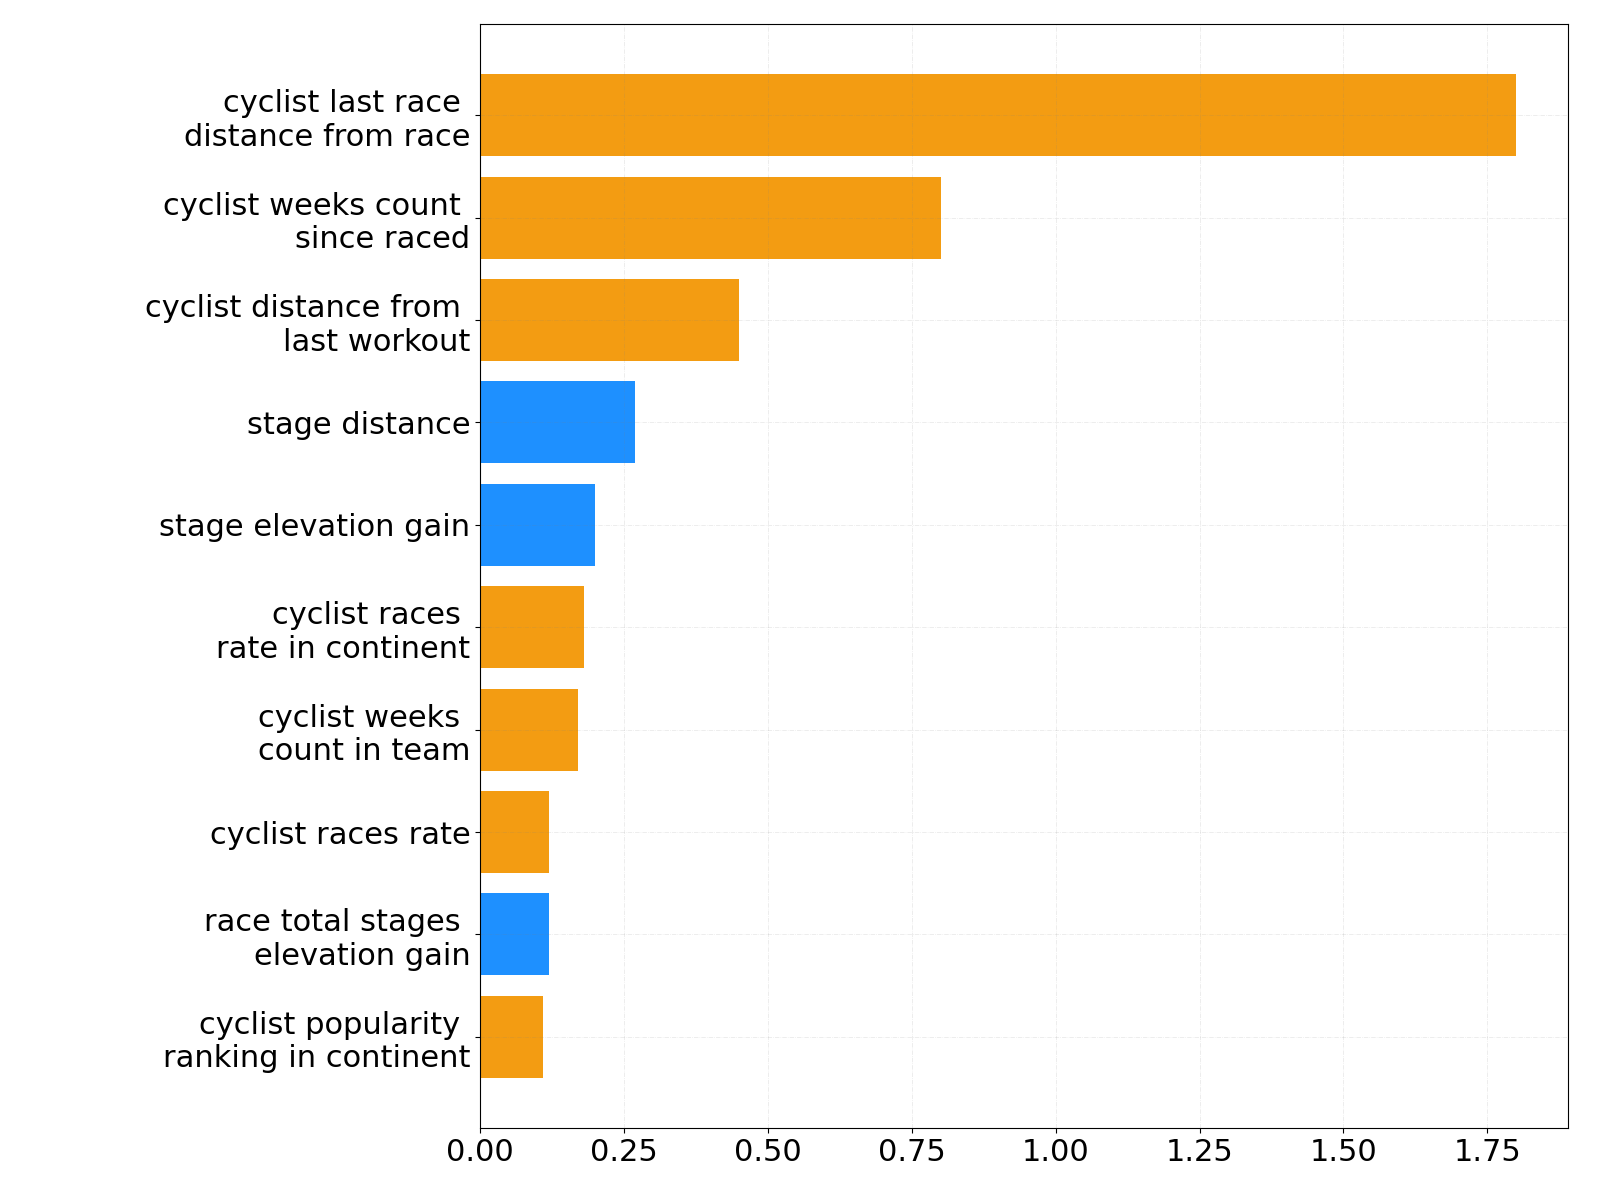 cyclist last race
distance from race
cyclist weeks count
since raced
cyclist distance from
last workout
stage distance
stage elevation gain
cyclist races
rate in continent
cyclist weeks
count in team
cyclist races rate
race total stages
elevation gain
cyclist popularity
ranking in continent
0.00 0.25 0.50 0.75 1.00 1.25 1.50 1.75